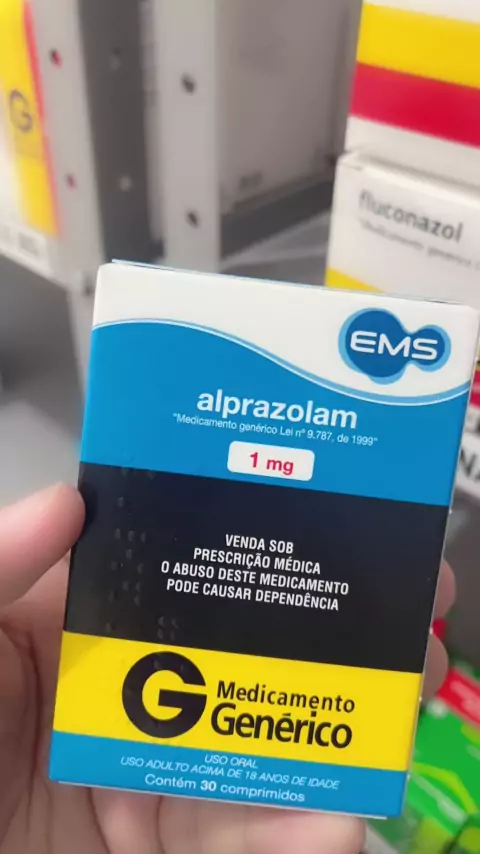 G
fluconazol
"Medicamento genérico
EMS
alprazolam
"Medicamento genérico Lei nº 9.787, de 1999"
1 mg
VENDA SOB
PRESCRIÇÃO MÉDICA
O ABUSO DESTE MEDICAMENTO
PODE CAUSAR DEPENDÊNCIA
G Medicamento
Genérico
USO ORAL
USO ADULTO ACIMA DE 18 ANOS DE IDADE
Contém 30 comprimidos